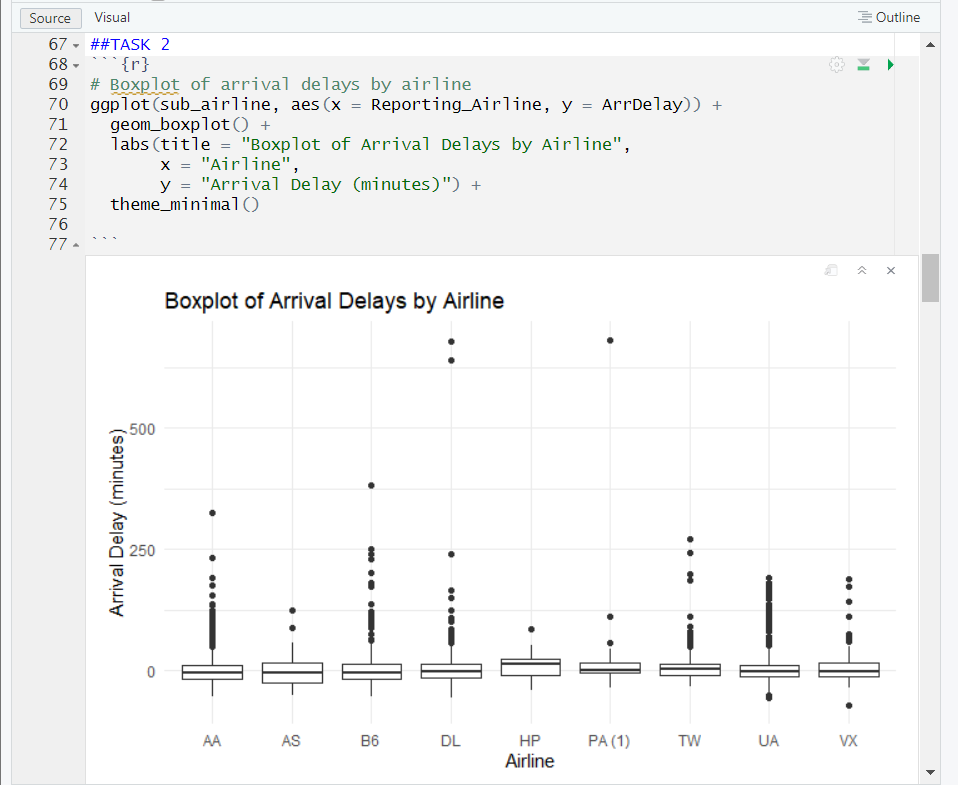 Source Visual Outline
67 ##TASK 2
68 ```{r}
69 # Boxplot of arrival delays by airline
70 ggplot(sub_airline, aes(x = Reporting_Airline, y = ArrDelay)) +
71 geom_boxplot() +
72 labs(title = "Boxplot of Arrival Delays by Airline",
73 x = "Airline",
74 y = "Arrival Delay (minutes)") +
75 theme_minimal()
76
77 ```
Boxplot of Arrival Delays by Airline
Arrival Delay (minutes)
500
250
0
AA AS B6 DL HP PA (1) TW UA VX
Airline